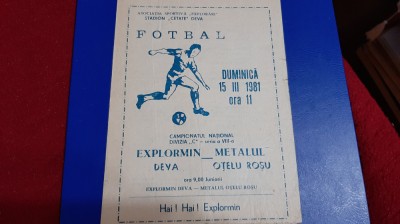 ASOCIAȚIA SPORTIVĂ "EXPLORMIN"
STADION „CETATE" DEVA
FOTBAL
DUMINICĂ
15 III 1981
ora 11
CAMPIONATUL NAȚIONAL
DIVIZIA „C" - seria a VIII-a
EXPLORMIN — METALUL
DEVA OȚELU ROȘU
ora 9,00 Juniori
EXPLORMIN DEVA — METALUL OȚELU ROȘU
Hai! Hai! Explormin